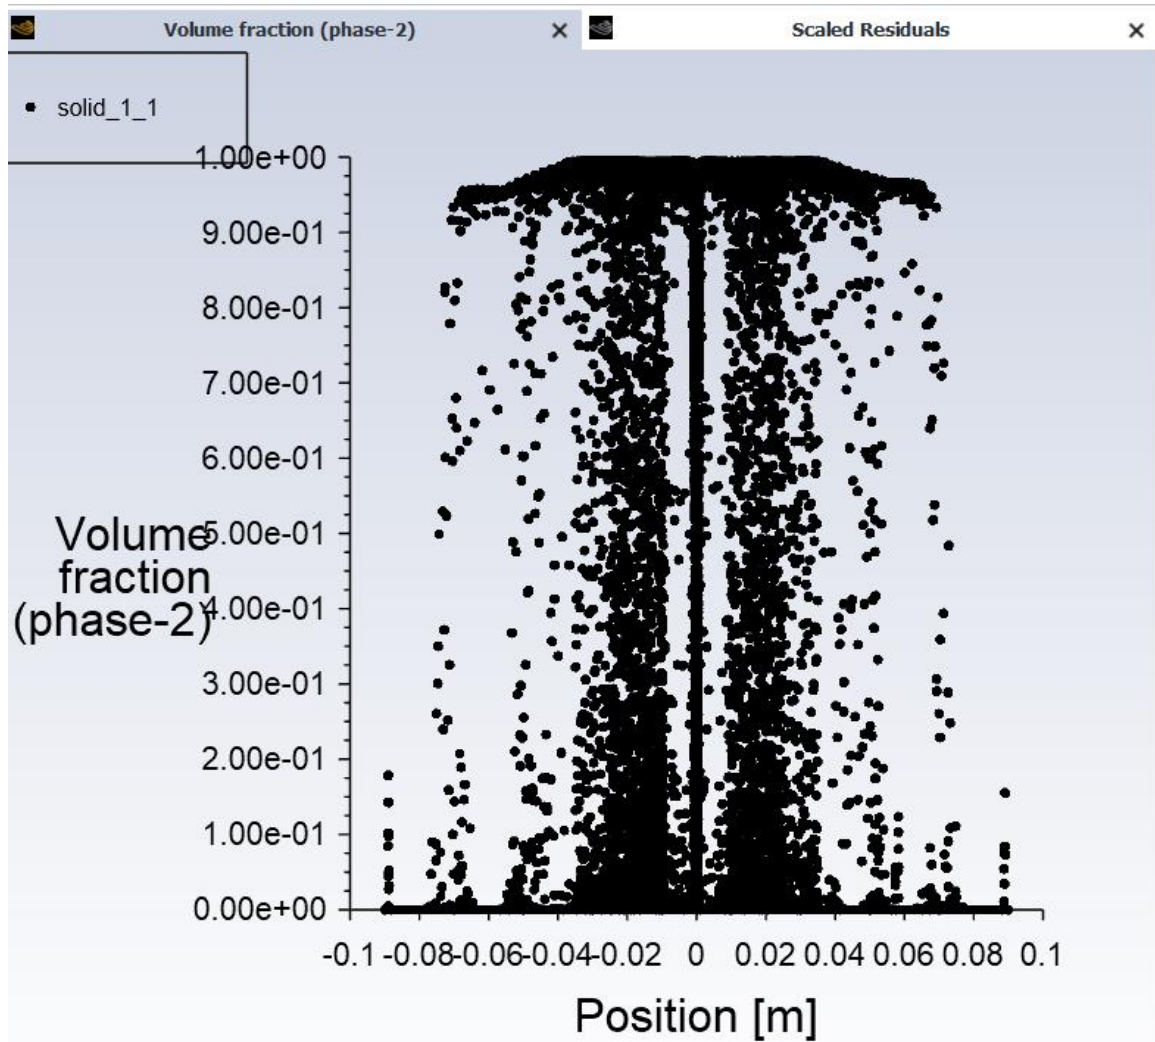 Volume fraction (phase-2)
Scaled Residuals
solid_1_1
1.00e+00
9.00e-01
8.00e-01
7.00e-01
6.00e-01
5.00e-01
4.00e-01
3.00e-01
2.00e-01
1.00e-01
0.00e+00
Volume
fraction
(phase-2)
-0.1 -0.08 -0.06 -0.04 -0.02 0 0.02 0.04 0.06 0.08 0.1
Position [m]